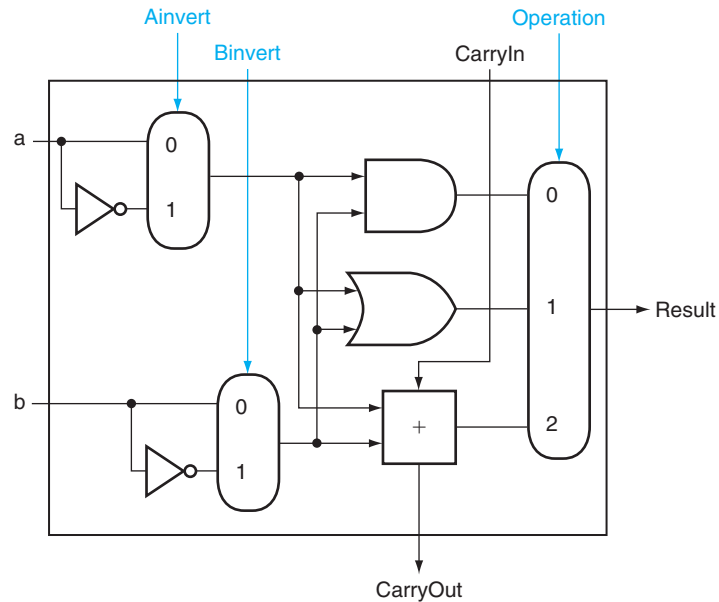 Ainvert
Operation
Binvert
CarryIn
a
0
1
0
1
Result
b
0
1
+
2
CarryOut